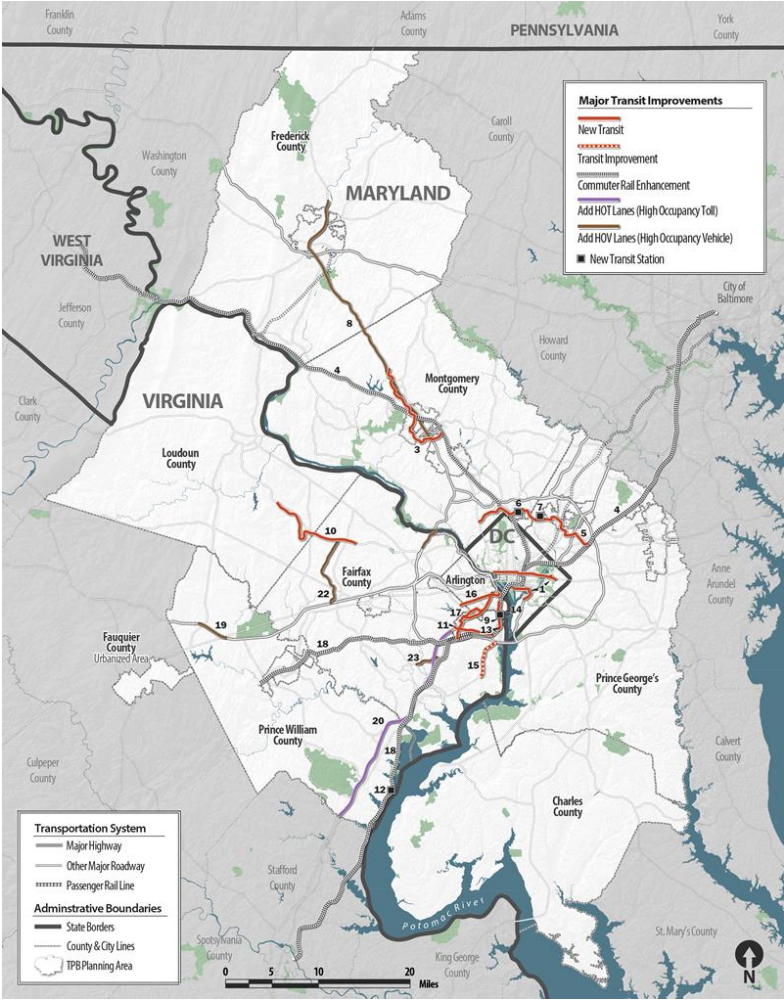 Franklin
County
Adams
County
PENNSYLVANIA
York
County
Major Transit Improvements
New Transit
Transit Improvement
Commuter Rail Enhancement
Add HOT Lanes (High Occupancy Toll)
Add HOV Lanes (High Occupancy Vehicle)
New Transit Station
Frederick
County
Caroll
County
Washington
County
MARYLAND
WEST
VIRGINIA
City of
Baltimore
Jefferson
County
8
Howard
County
4
Montgomery
County
Clark
County
VIRGINIA
3
Loudoun
County
6
7
4
10
5
DC
Fairfax
County
Arlington
Anne
Arundel
County
22
16
1
17
14
9
19
11
13
Fauquier
County
Urbanized Area
18
23
15
Prince George's
County
20
Prince William
County
18
Calvert
County
Culpeper
County
12
Charles
County
Transportation System
Major Highway
Other Major Roadway
Passenger Rail Line
Adminstrative Boundaries
State Borders
County & City Lines
TPB Planning Area
Stafford
County
Potomac River
St. Mary's County
Spotsylvania
County
King George
County
0 5 10 20
Miles
N